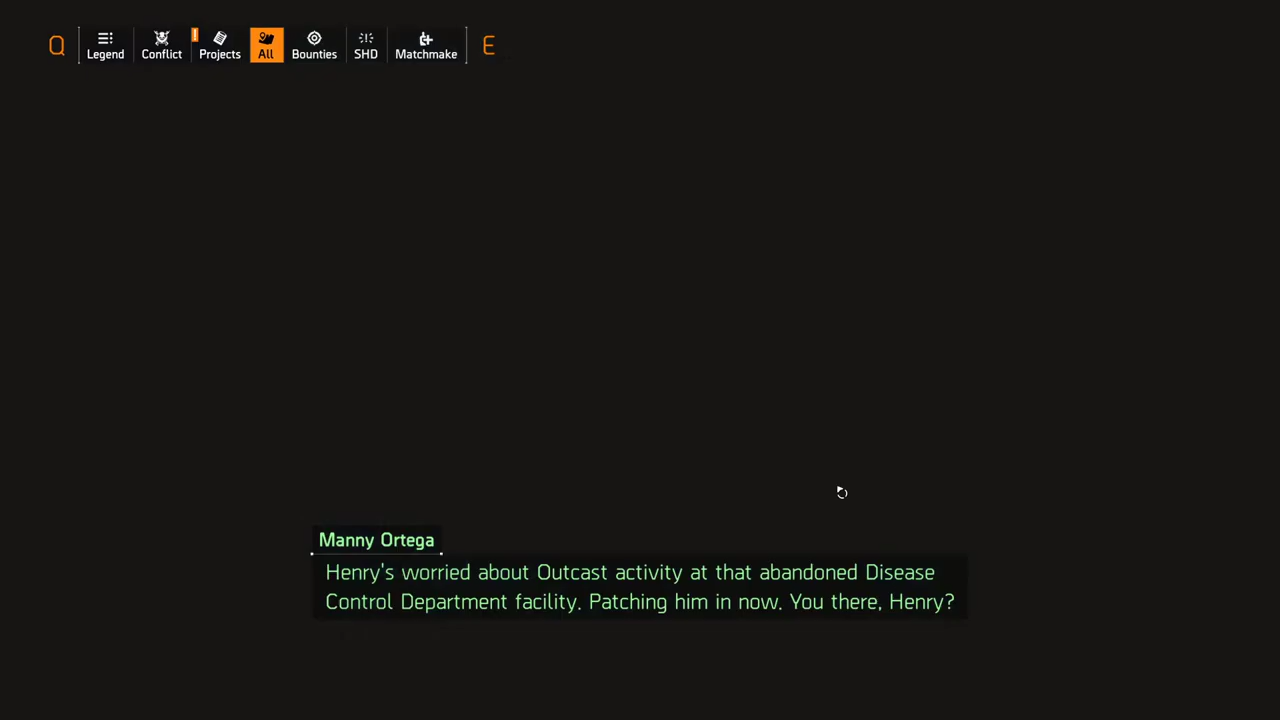 Q Legend Conflict Projects All Bounties SHD Matchmake E
Manny Ortega
Henry's worried about Outcast activity at that abandoned Disease
Control Department facility. Patching him in now. You there, Henry?